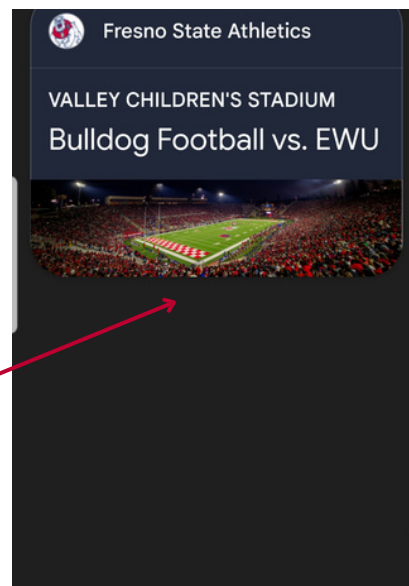 Fresno State Athletics
VALLEY CHILDREN'S STADIUM
Bulldog Football vs. EWU